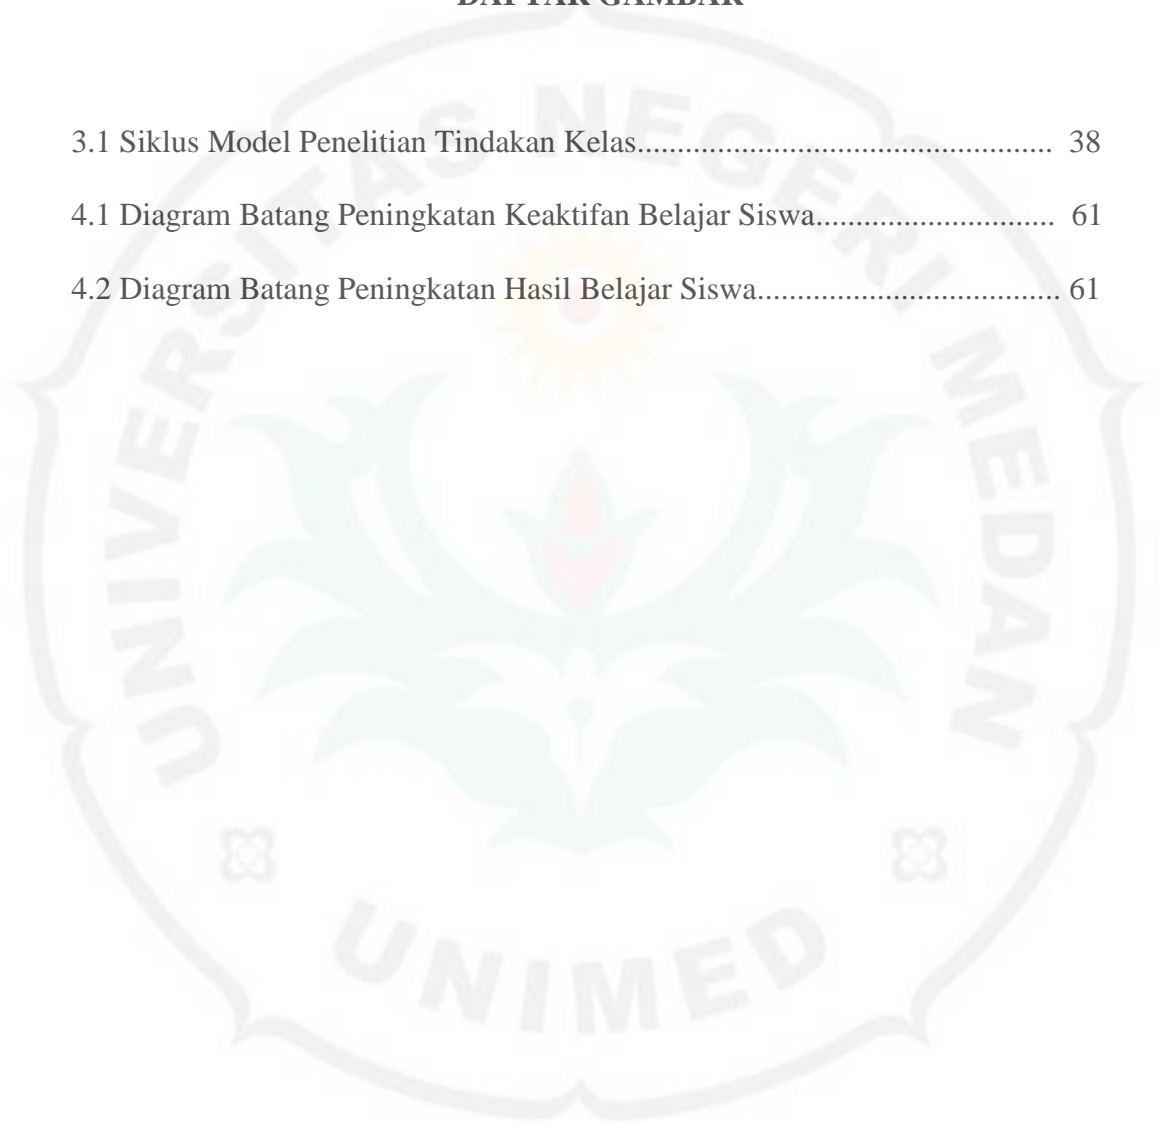 DAFTAR GAMBAR
3.1 Siklus Model Penelitian Tindakan Kelas................................................. 38
4.1 Diagram Batang Peningkatan Keaktifan Belajar Siswa............................ 61
4.2 Diagram Batang Peningkatan Hasil Belajar Siswa.................................... 61
UNIVERSITAS NEGERI MEDAN
UNIMED